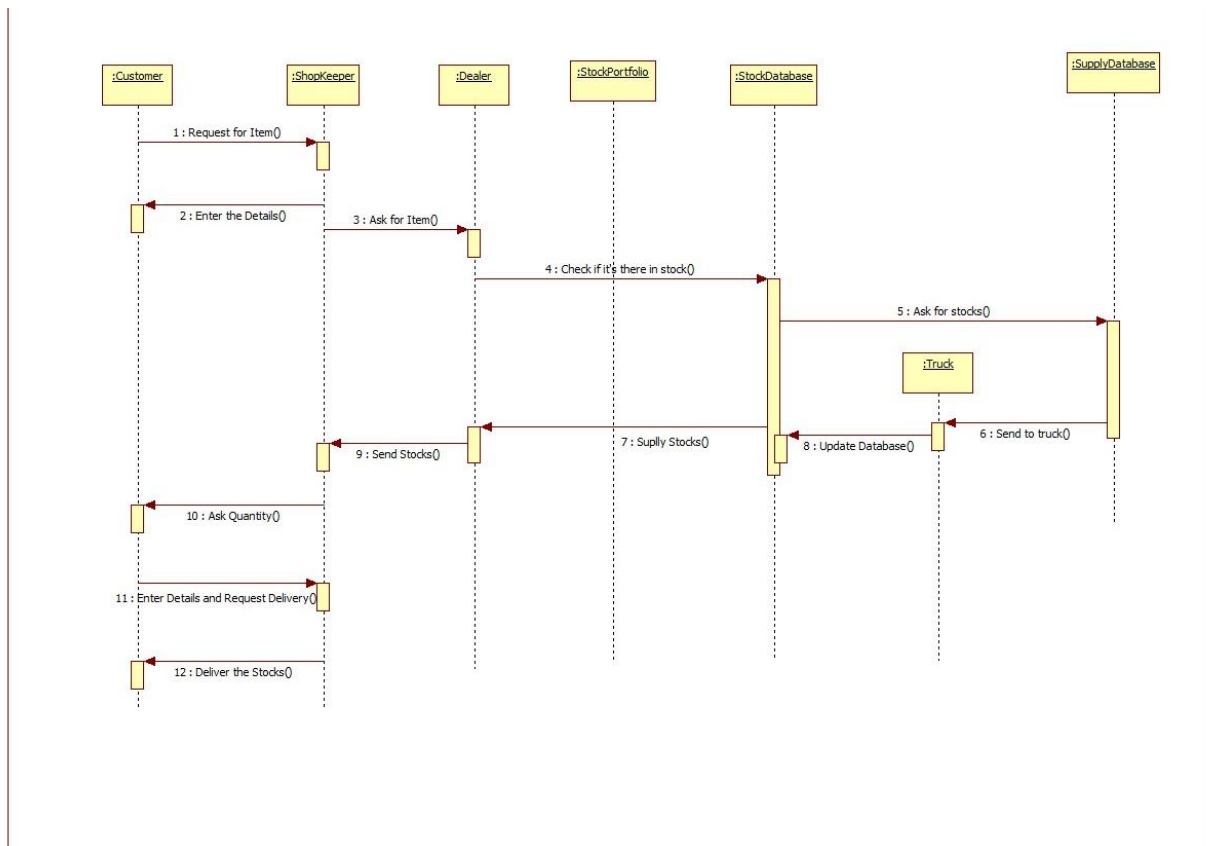 :Customer
:ShopKeeper
:Dealer
:StockPortfolio
:StockDatabase
:SupplyDatabase
1 : Request for Item()
2 : Enter the Details()
3 : Ask for Item()
4 : Check if it's there in stock()
5 : Ask for stocks()
:Truck
6 : Send to truck()
7 : Suplly Stocks()
8 : Update Database()
9 : Send Stocks()
10 : Ask Quantity()
11 : Enter Details and Request Delivery()
12 : Deliver the Stocks()